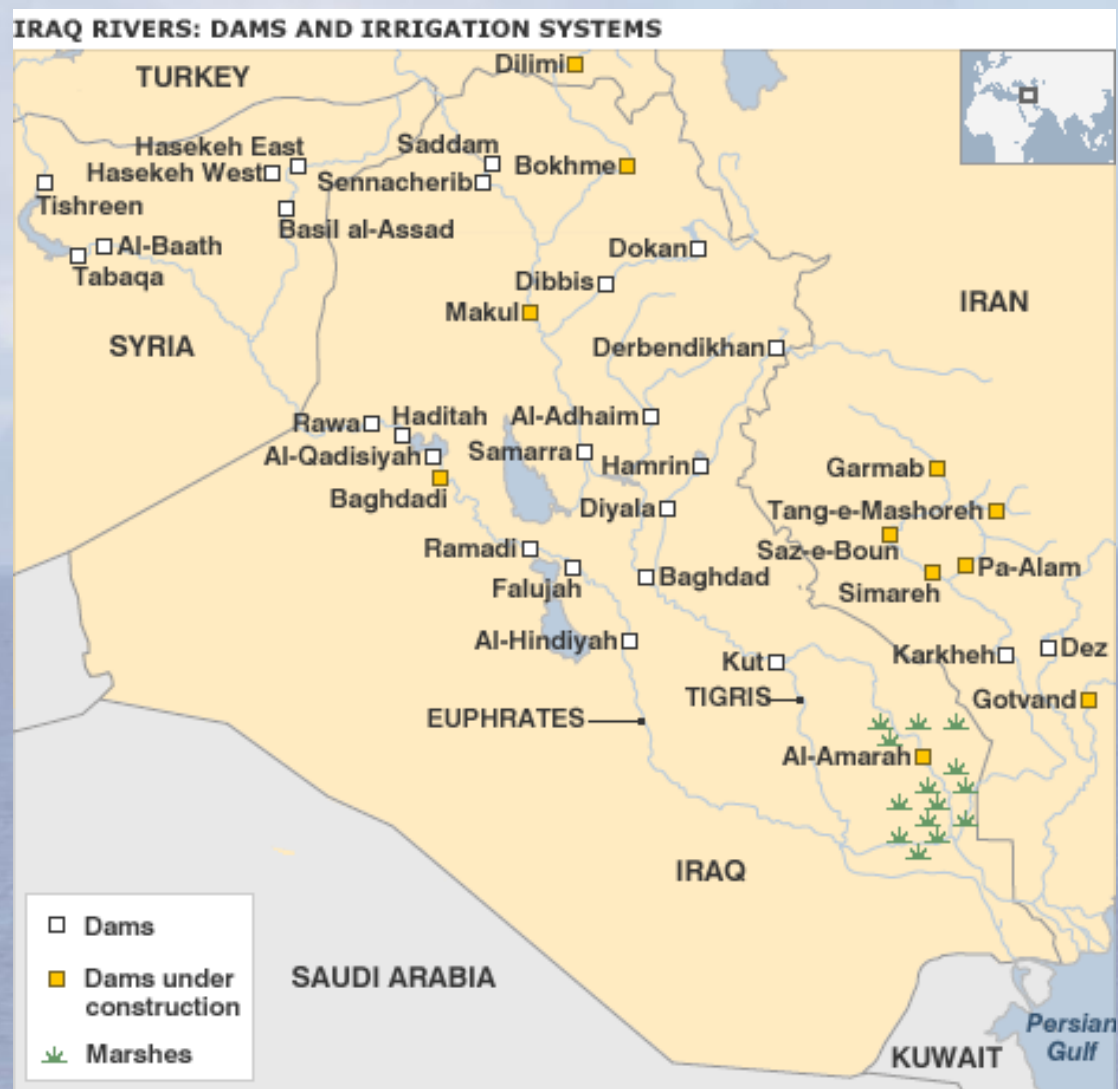 IRAQ RIVERS: DAMS AND IRRIGATION SYSTEMS
TURKEY
Dilimi
Hasekeh East
Saddam
Bokhme
Hasekeh West
Sennacherib
Tishreen
Basil al-Assad
Al-Baath
Dokan
Tabaqa
Dibbis
IRAN
Makul
SYRIA
Derbendikhan
Rawa
Haditah
Al-Adhaim
Al-Qadisiyah
Samarra
Hamrin
Garmab
Baghdadi
Diyala
Tang-e-Mashoreh
Ramadi
Saz-e-Boun
Falujah
Baghdad
Pa-Alam
Simareh
Al-Hindiyah
Kut
Karkheh
Dez
TIGRIS
Gotvand
EUPHRATES
Al-Amarah
IRAQ
Dams
SAUDI ARABIA
Dams under
construction
Marshes
Persian
Gulf
KUWAIT